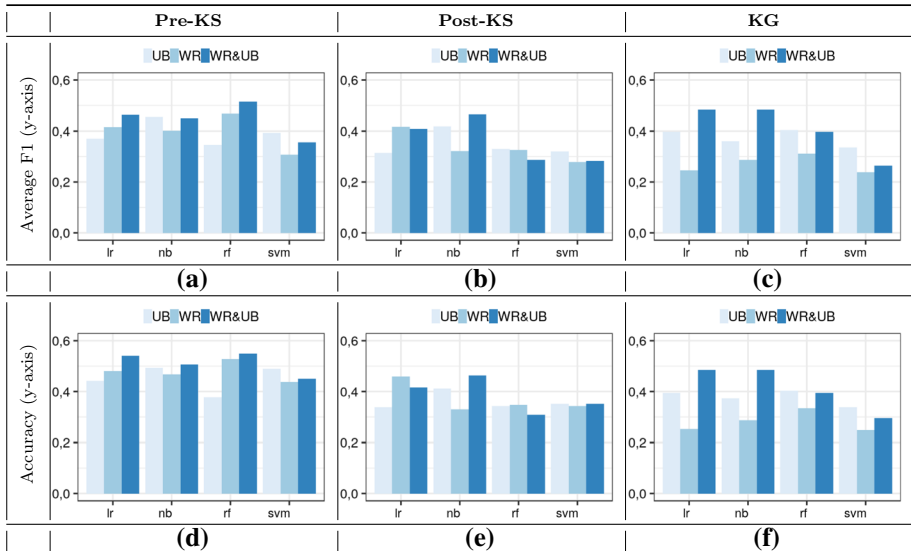 Pre-KS Post-KS KG
Average F1 (y-axis)
UB WR WR&UB
0,6
0,4
0,2
0,0
lr nb rf svm
(a)
UB WR WR&UB
0,6
0,4
0,2
0,0
lr nb rf svm
(b)
UB WR WR&UB
0,6
0,4
0,2
0,0
lr nb rf svm
(c)
Accuracy (y-axis)
UB WR WR&UB
0,6
0,4
0,2
0,0
lr nb rf svm
(d)
UB WR WR&UB
0,6
0,4
0,2
0,0
lr nb rf svm
(e)
UB WR WR&UB
0,6
0,4
0,2
0,0
lr nb rf svm
(f)